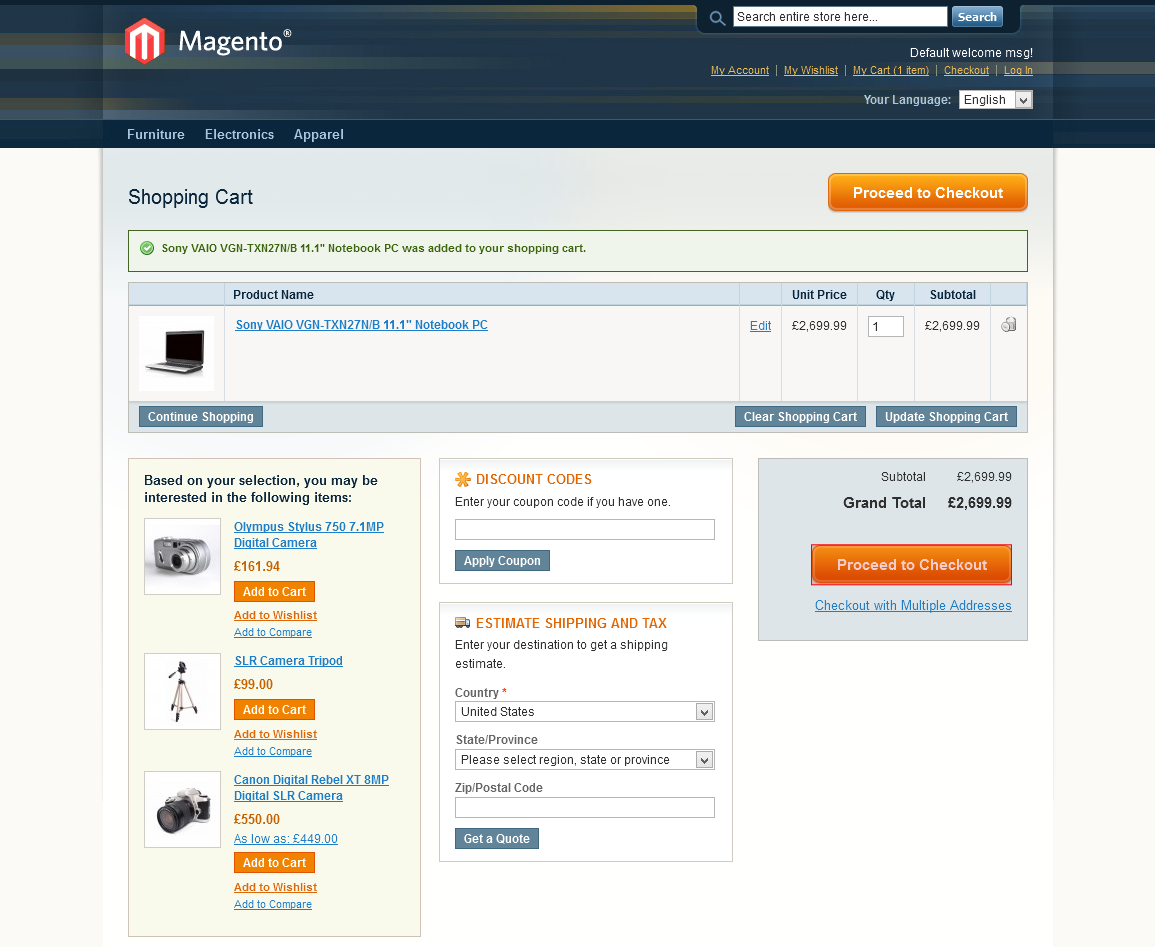 Search entire store here...
Search
Magento®
Default welcome msg!
My Account | My Wishlist | My Cart (1 item) | Checkout | Log In
Your Language: English
Furniture Electronics Apparel
Shopping Cart
Proceed to Checkout
Sony VAIO VGN-TXN27N/B 11.1" Notebook PC was added to your shopping cart.
Product Name Unit Price Qty Subtotal
Sony VAIO VGN-TXN27N/B 11.1" Notebook PC Edit £2,699.99 1 £2,699.99
Continue Shopping Clear Shopping Cart Update Shopping Cart
Based on your selection, you may be
interested in the following items:
Olympus Stylus 750 7.1MP
Digital Camera
£161.94
Add to Cart
Add to Wishlist
Add to Compare
SLR Camera Tripod
£99.00
Add to Cart
Add to Wishlist
Add to Compare
Canon Digital Rebel XT 8MP
Digital SLR Camera
£550.00
As low as: £449.00
Add to Cart
Add to Wishlist
Add to Compare
DISCOUNT CODES
Enter your coupon code if you have one.
Apply Coupon
ESTIMATE SHIPPING AND TAX
Enter your destination to get a shipping
estimate.
Country *
United States
State/Province
Please select region, state or province
Zip/Postal Code
Get a Quote
Subtotal £2,699.99
Grand Total £2,699.99
Proceed to Checkout
Checkout with Multiple Addresses